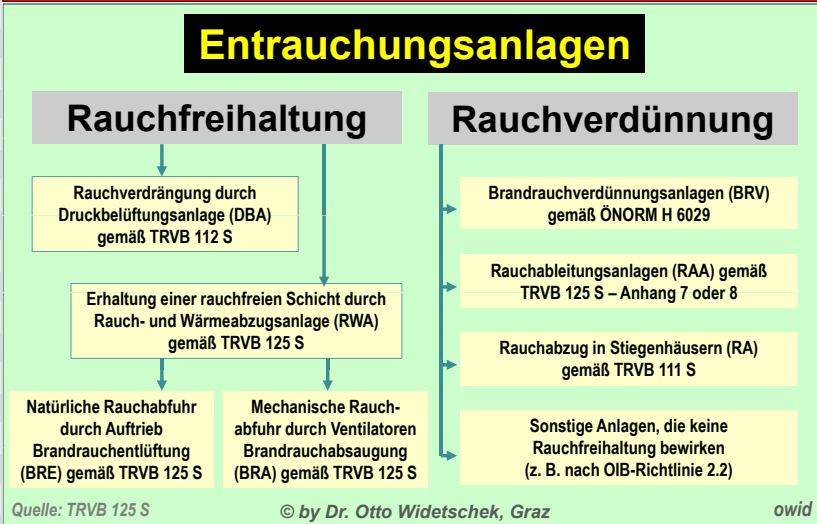 Entrauchungsanlagen
Rauchfreihaltung
Rauchverdrängung durch
Druckbelüftungsanlage (DBA)
gemäß TRVB 112 S
Erhaltung einer rauchfreien Schicht durch
Rauch- und Wärmeabzugsanlage (RWA)
gemäß TRVB 125 S
Natürliche Rauchabfuhr
durch Auftrieb
Brandrauchentlüftung
(BRE) gemäß TRVB 125 S
Mechanische Rauch-
abfuhr durch Ventilatoren
Brandrauchabsaugung
(BRA) gemäß TRVB 125 S
Rauchverdünnung
Brandrauchverdünnungsanlagen (BRV)
gemäß ÖNORM H 6029
Rauchableitungsanlagen (RAA) gemäß
TRVB 125 S – Anhang 7 oder 8
Rauchabzug in Stiegenhäusern (RA)
gemäß TRVB 111 S
Sonstige Anlagen, die keine
Rauchfreihaltung bewirken
(z. B. nach OIB-Richtlinie 2.2)
Quelle: TRVB 125 S
© by Dr. Otto Widetschek, Graz
owid